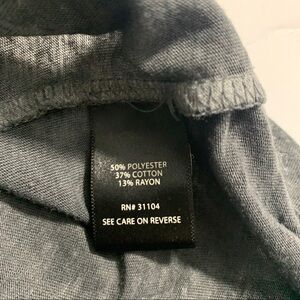 50% POLYESTER
37% COTTON
13% RAYON
RN# 31104
SEE CARE ON REVERSE